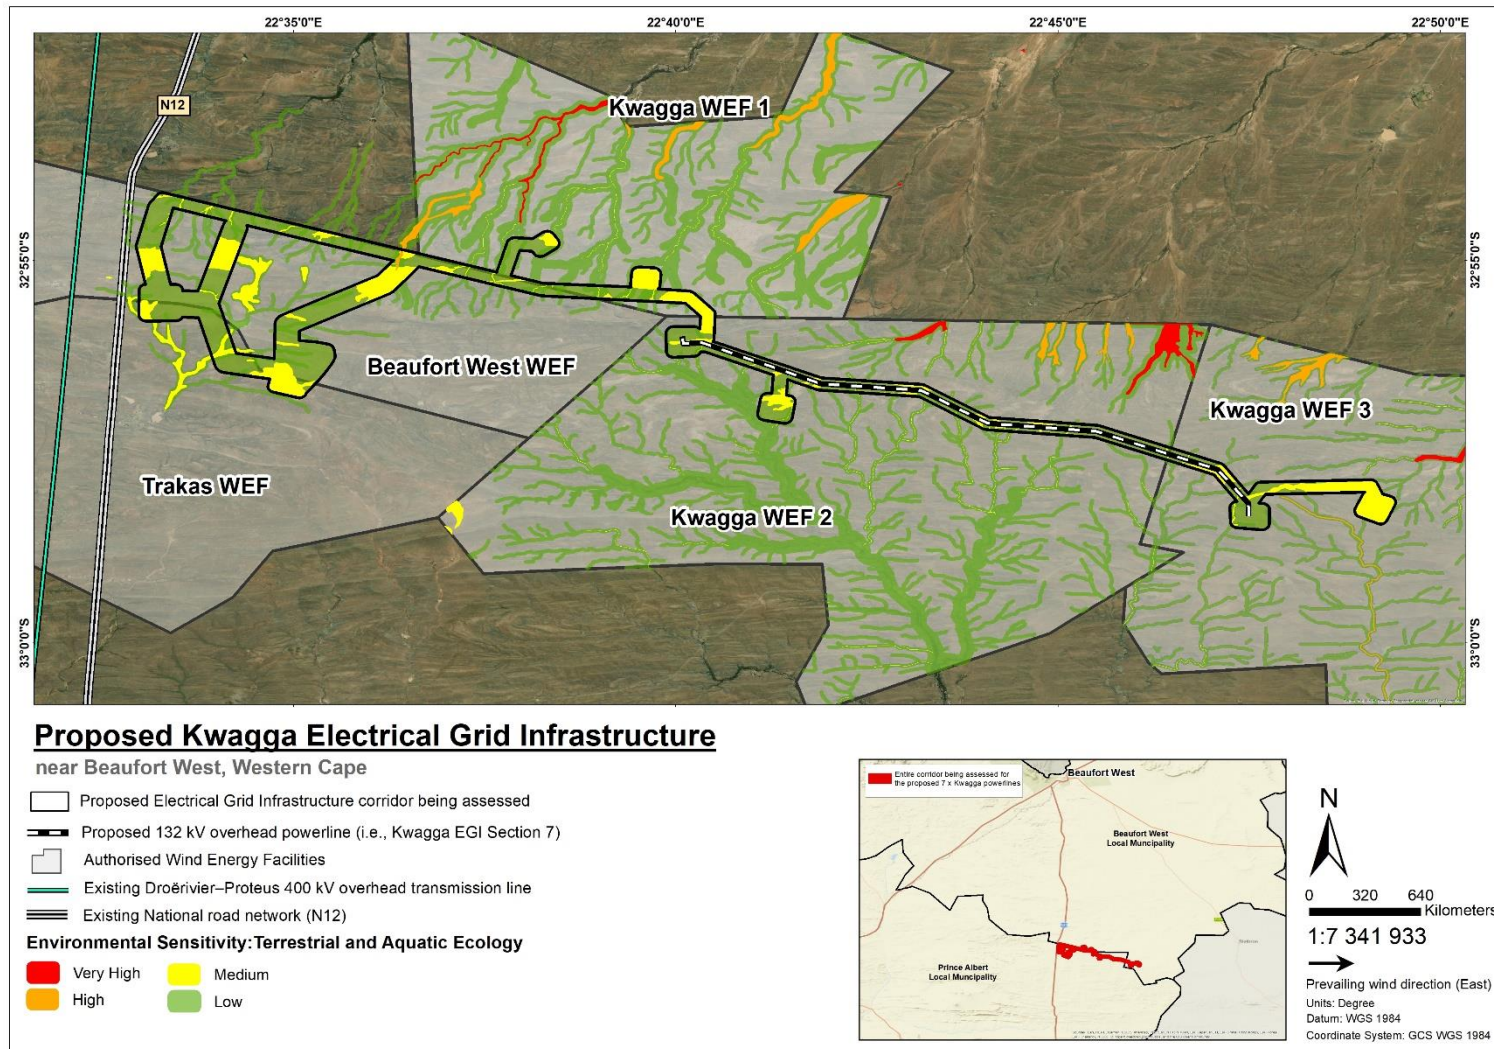 22°35'0"E
22°40'0"E
22°45'0"E
22°50'0"E
N12
Kwagga WEF 1
32°55'0"S
32°55'0"S
Beaufort West WEF
Kwagga WEF 3
Trakas WEF
Kwagga WEF 2
33°0'0"S
33°0'0"S
Proposed Kwagga Electrical Grid Infrastructure
near Beaufort West, Western Cape
Proposed Electrical Grid Infrastructure corridor being assessed
Proposed 132 kV overhead powerline (i.e., Kwagga EGI Section 7)
Authorised Wind Energy Facilities
Existing Droërivier–Proteus 400 kV overhead transmission line
Existing National road network (N12)
Environmental Sensitivity:Terrestrial and Aquatic Ecology
Very High
Medium
High
Low
Entire corridor being assessed for
the proposed 7 x Kwagga powerlines
Beaufort West
Beaufort West
Local Muncipality
Prince Albert
Local Muncipality
N
0 320 640
Kilometers
1:7 341 933
Prevailing wind direction (East)
Units: Degree
Datum: WGS 1984
Coordinate System: GCS WGS 1984